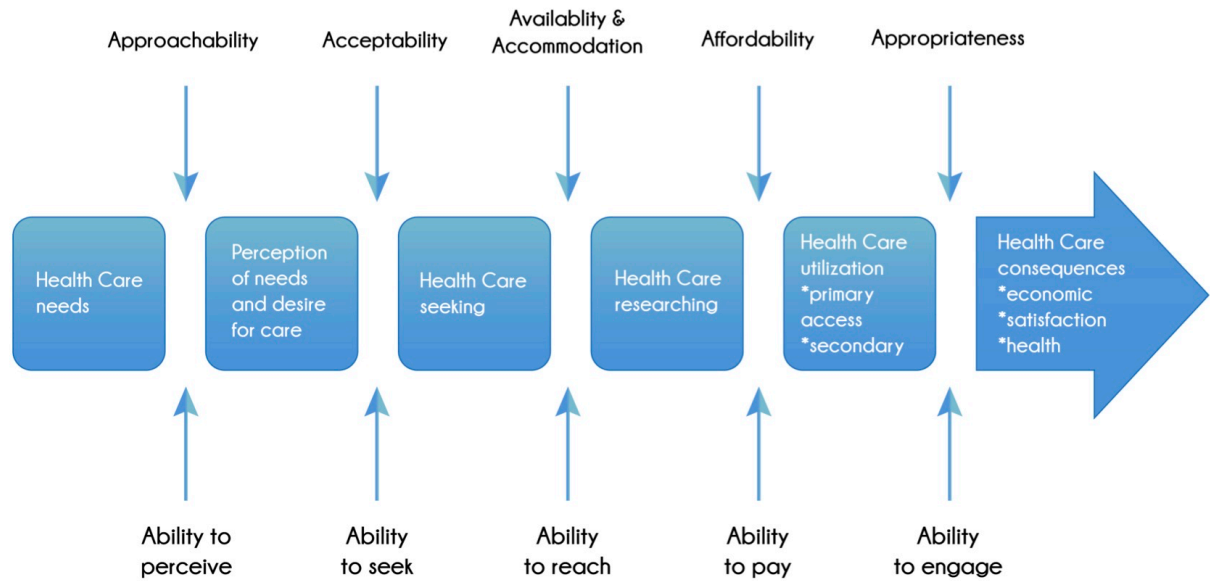 Approachability
Acceptability
Availablity &
Accommodation
Affordability
Appropriateness
Health Care
needs
Perception
of needs
and desire
for care
Health Care
seeking
Health Care
researching
Health Care
utilization
*primary
access
*secondary
Health Care
consequences
*economic
*satisfaction
*health
Ability to
perceive
Ability
to seek
Ability
to reach
Ability
to pay
Ability
to engage